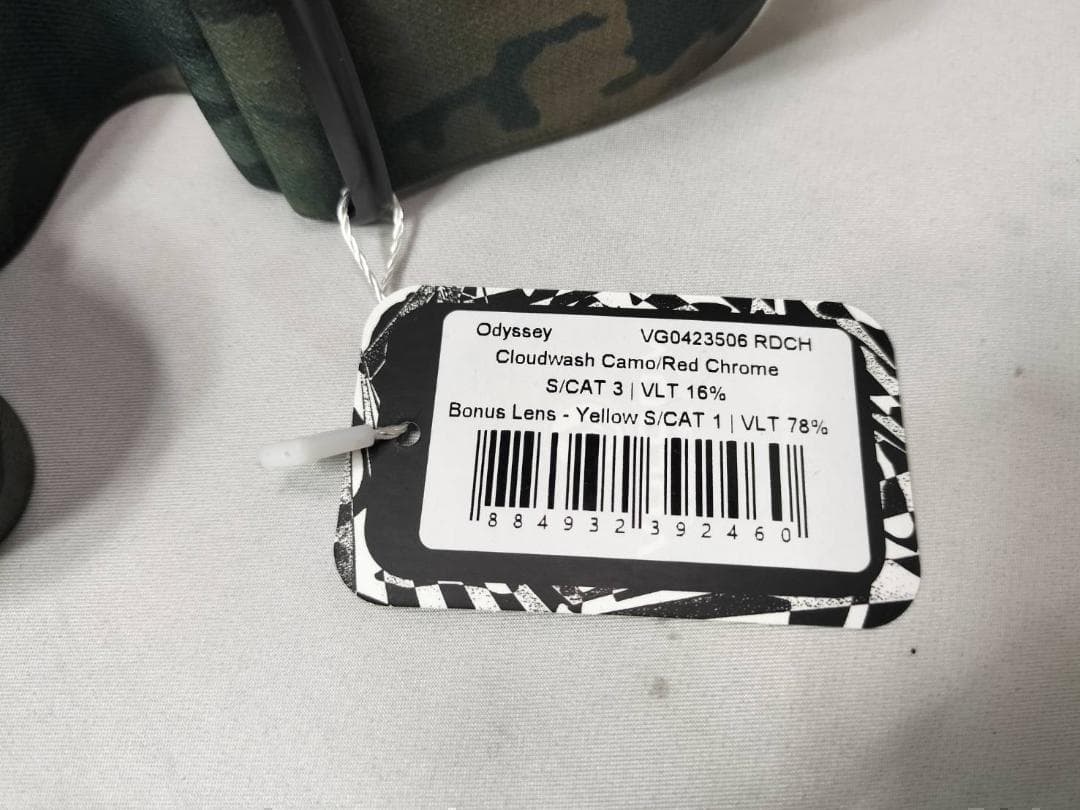 Odyssey VG0423506 RDCH
Cloudwash Camo/Red Chrome
S/CAT 3 | VLT 16%
Bonus Lens - Yellow S/CAT 1 | VLT 78%
884932392460